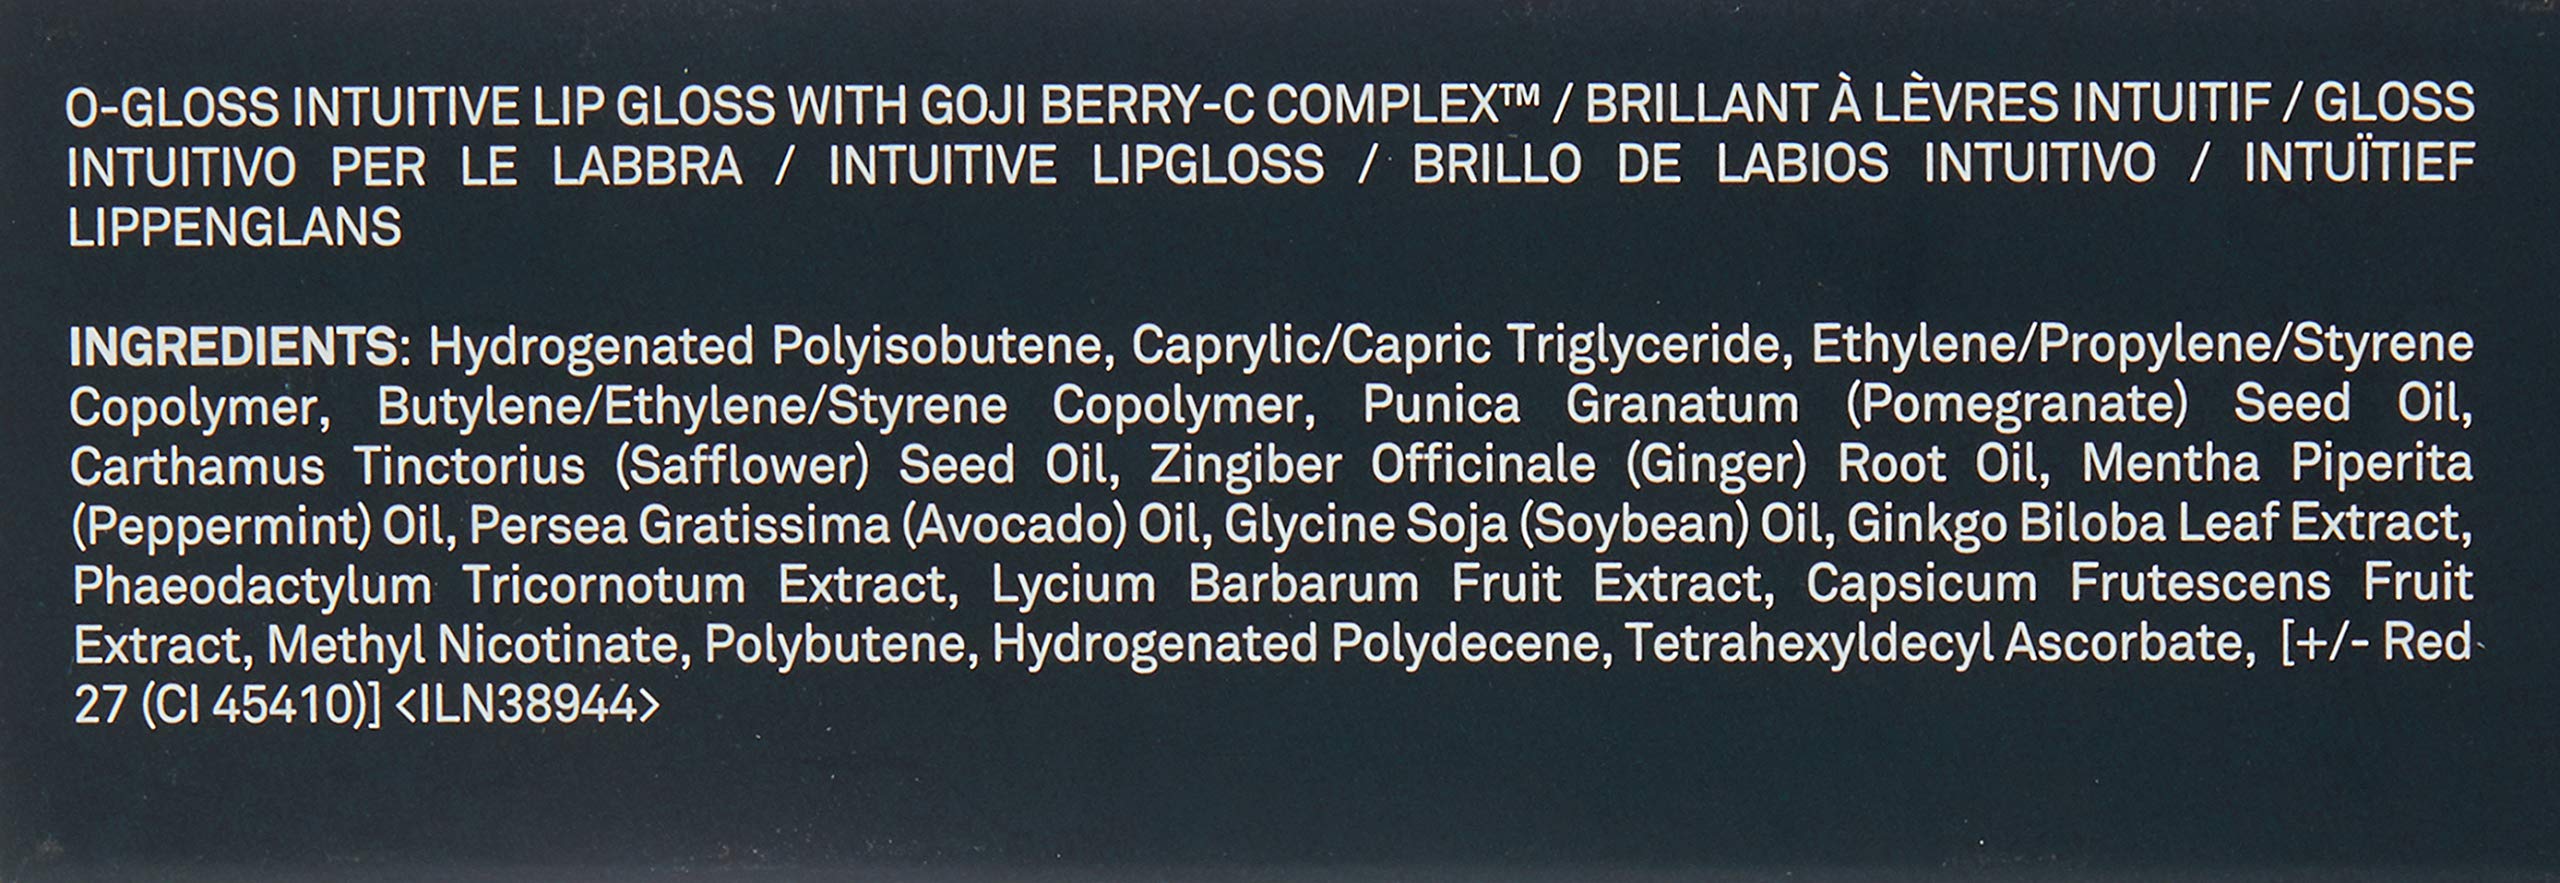 O-GLOSS INTUITIVE LIP GLOSS WITH GOJI BERRY-C COMPLEX™ / BRILLANT À LÈVRES INTUITIF / GLOSS
INTUITIVO PER LE LABBRA / INTUITIVE LIPGLOSS / BRILLO DE LABIOS INTUITIVO / INTUÏTIEF
LIPPENGLANS
INGREDIENTS: Hydrogenated Polyisobutene, Caprylic/Capric Triglyceride, Ethylene/Propylene/Styrene
Copolymer, Butylene/Ethylene/Styrene Copolymer, Punica Granatum (Pomegranate) Seed Oil,
Carthamus Tinctorius (Safflower) Seed Oil, Zingiber Officinale (Ginger) Root Oil, Mentha Piperita
(Peppermint) Oil, Persea Gratissima (Avocado) Oil, Glycine Soja (Soybean) Oil, Ginkgo Biloba Leaf Extract,
Phaeodactylum Tricornotum Extract, Lycium Barbarum Fruit Extract, Capsicum Frutescens Fruit
Extract, Methyl Nicotinate, Polybutene, Hydrogenated Polydecene, Tetrahexyldecyl Ascorbate, [+/- Red
27 (CI 45410)] <ILN38944>